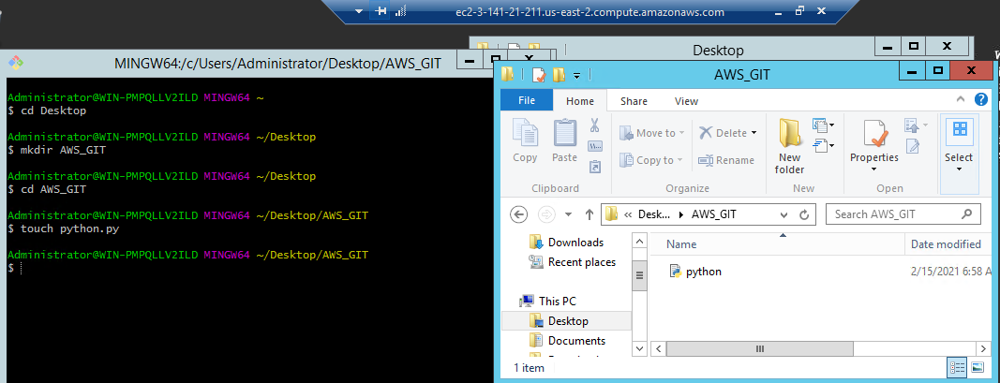 ec2-3-141-21-211.us-east-2.compute.amazonaws.com
Desktop
MINGW64:/c/Users/Administrator/Desktop/AWS_GIT
Administrator@WIN-PMPQLLV2ILD MINGW64 ~
$ cd Desktop
Administrator@WIN-PMPQLLV2ILD MINGW64 ~/Desktop
$ mkdir AWS_GIT
Administrator@WIN-PMPQLLV2ILD MINGW64 ~/Desktop
$ cd AWS_GIT
Administrator@WIN-PMPQLLV2ILD MINGW64 ~/Desktop/AWS_GIT
$ touch python.py
Administrator@WIN-PMPQLLV2ILD MINGW64 ~/Desktop/AWS_GIT
$
AWS_GIT
File Home Share View
Copy Paste Move to Copy to Delete Rename New folder Properties Select
Clipboard Organize New Open
Desk... AWS_GIT Search AWS_GIT
Name Date modified
Downloads
Recent places
This PC
Desktop
Documents
python 2/15/2021 6:58 A
1 item